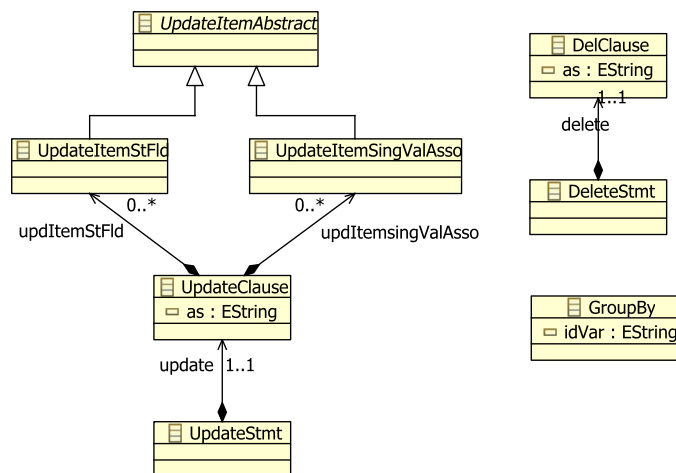 UpdateItemAbstract
DelClause
as : EString
1..1
delete
UpdateItemStFld
UpdateItemSingValAsso
DeleteStmt
0..*
0..*
updItemStFld
updItemsingValAsso
UpdateClause
as : EString
GroupBy
idVar : EString
update
1..1
UpdateStmt